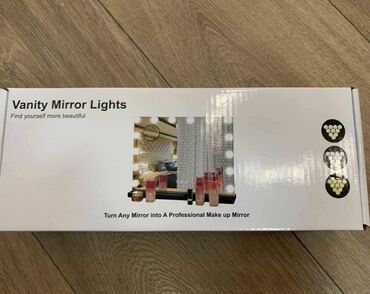 Vanity Mirror Lights
Find yourself more beautiful
Turn Any Mirror into A Professional Make up Mirror